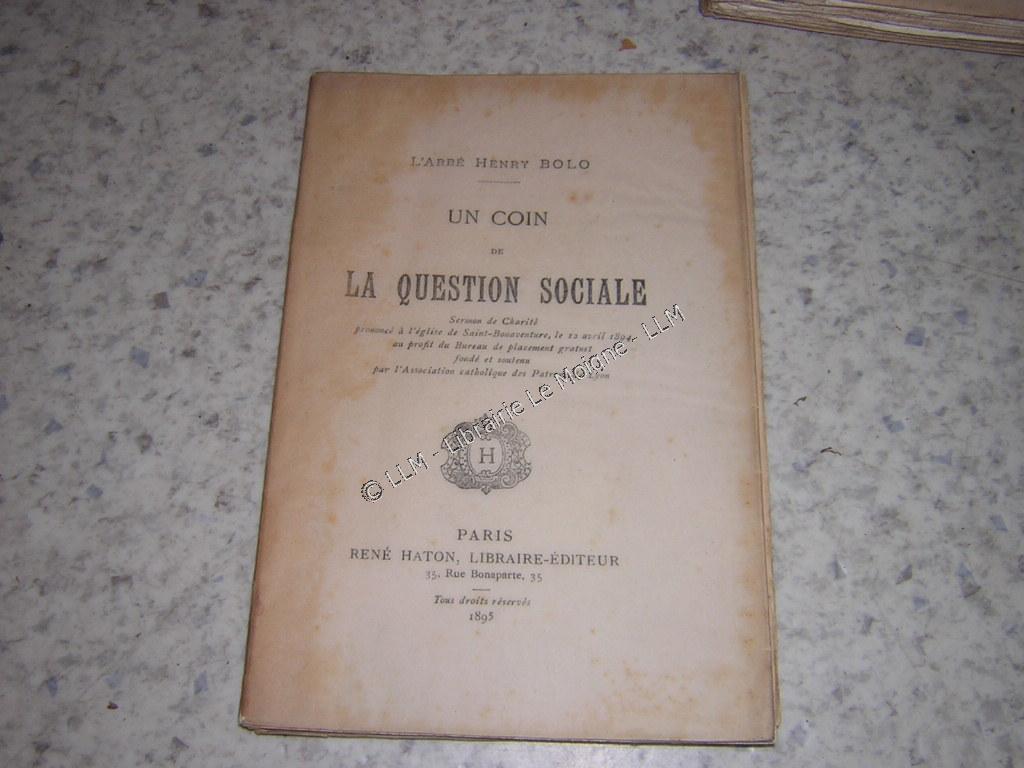 L'ABBÉ HENRY BOLO
UN COIN
DE
LA QUESTION SOCIALE
Sermon de Charité
prononcé à l'église de Saint-Bonaventure, le 12 avril 1894,
au profit du Bureau de placement gratuit
fondé et soutenu
par l'Association catholique des Lyon
© LLM - Librairie Le Moigne - LLM
H
PARIS
RENÉ HATON, LIBRAIRE-ÉDITEUR
35, Rue Bonaparte, 35
Tous droits réservés
1895